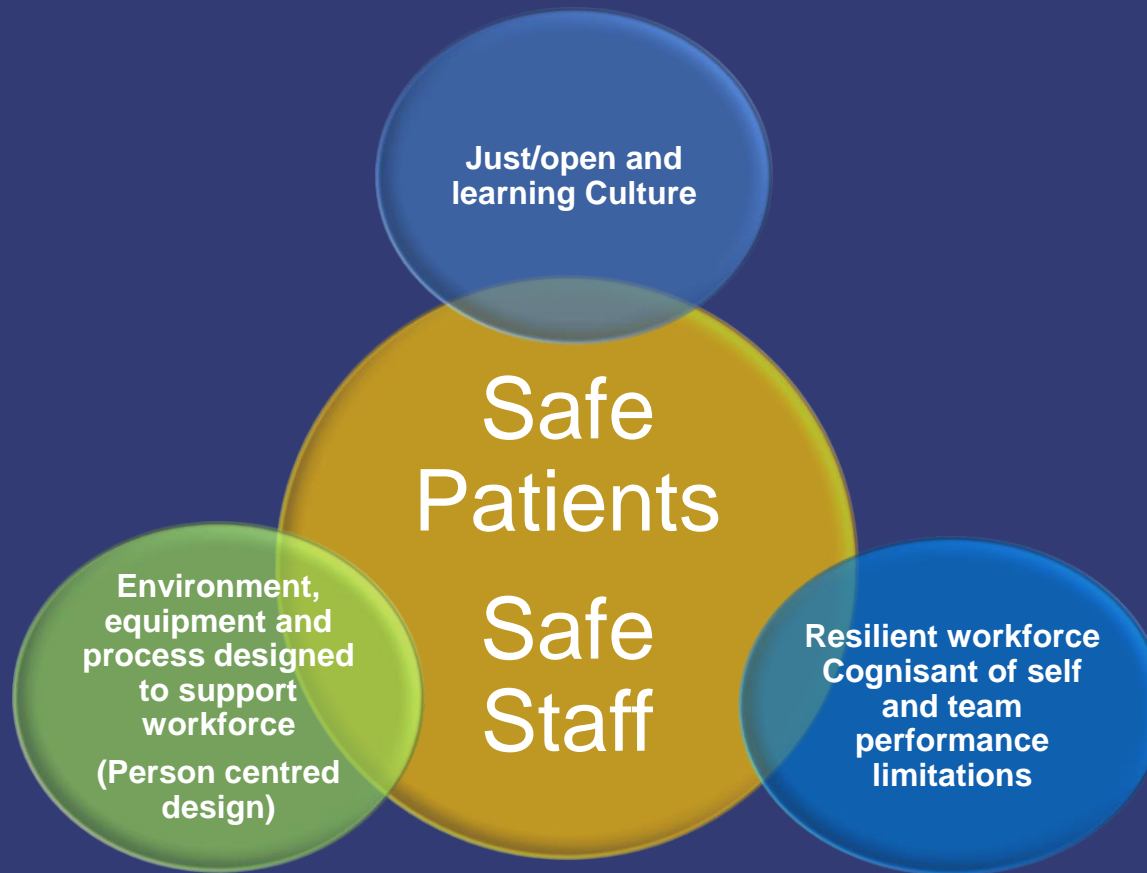 Just/open and
learning Culture
Safe
Patients
Safe
Staff
Environment,
equipment and
process designed
to support
workforce
(Person centred
design)
Resilient workforce
Cognisant of self
and team
performance
limitations